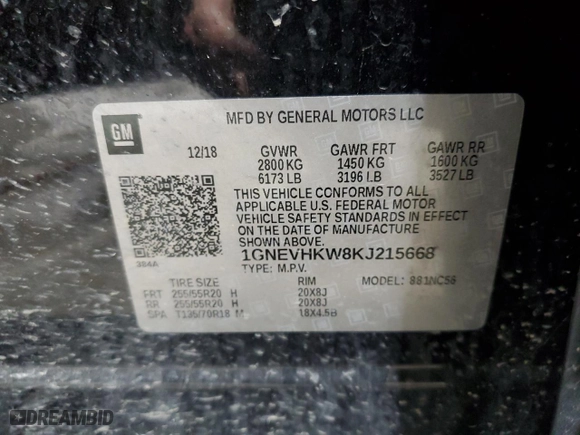 GM
MFD BY GENERAL MOTORS LLC
12/18 GVWR GAWR FRT GAWR RR
2800 KG 1450 KG 1600 KG
6173 LB 3196 LB 3527 LB
THIS VEHICLE CONFORMS TO ALL
APPLICABLE U.S. FEDERAL MOTOR
VEHICLE SAFETY STANDARDS IN EFFECT
ON THE DATE OF MANUFACTURE
SHOWN ABOVE.
1GNEVHKW8KJ215668
TYPE: M.P.V. MODEL:
TIRE SIZE RIM
FRT 255/55R20 H 20X8J
RR 255/55R20 H 20X8J
SPA T135/70R18 M 18X4.5B
DREAMBID